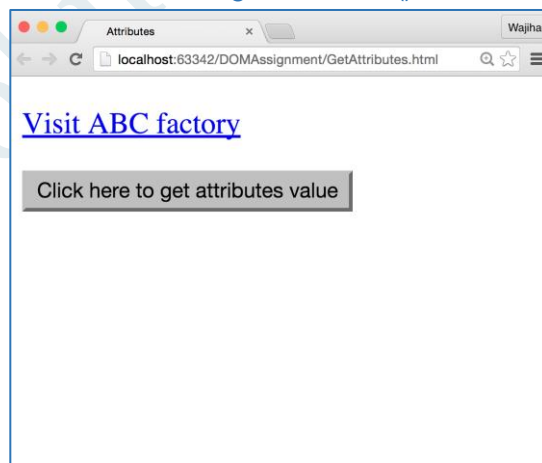 Attributes ×
Wajiha
localhost:63342/DOMAssignment/GetAttributes.html
Visit ABC factory
Click here to get attributes value